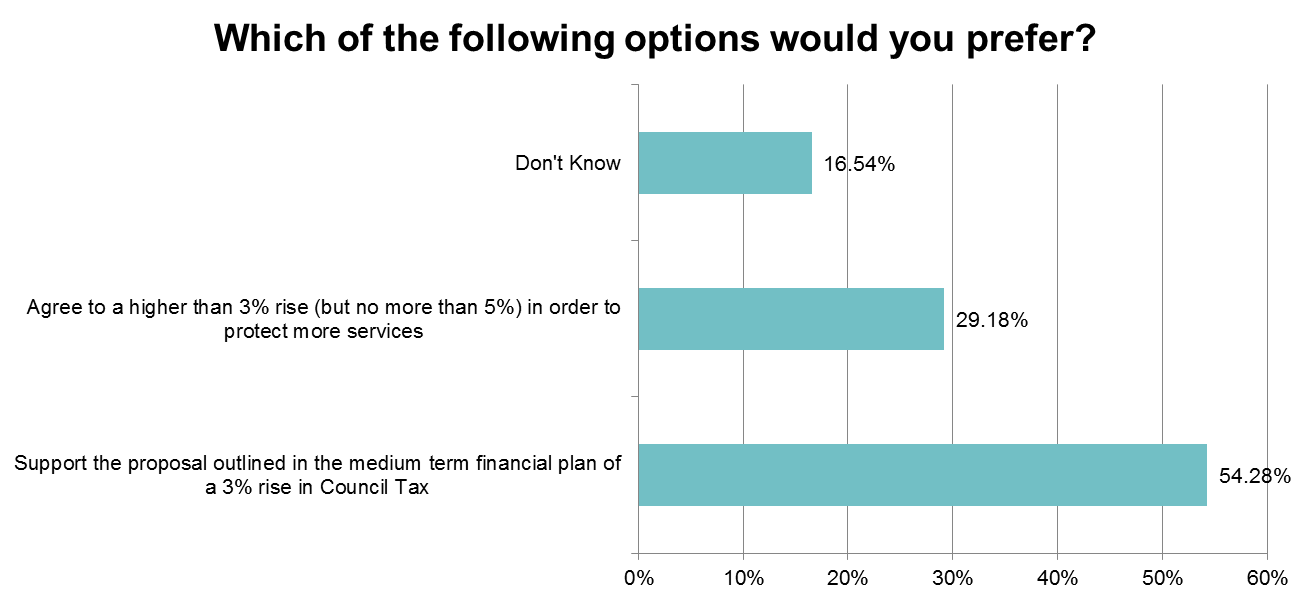 Which of the following options would you prefer?
Don't Know
16.54%
Agree to a higher than 3% rise (but no more than 5%) in order to
protect more services
29.18%
Support the proposal outlined in the medium term financial plan of
a 3% rise in Council Tax
54.28%
0%
10%
20%
30%
40%
50%
60%